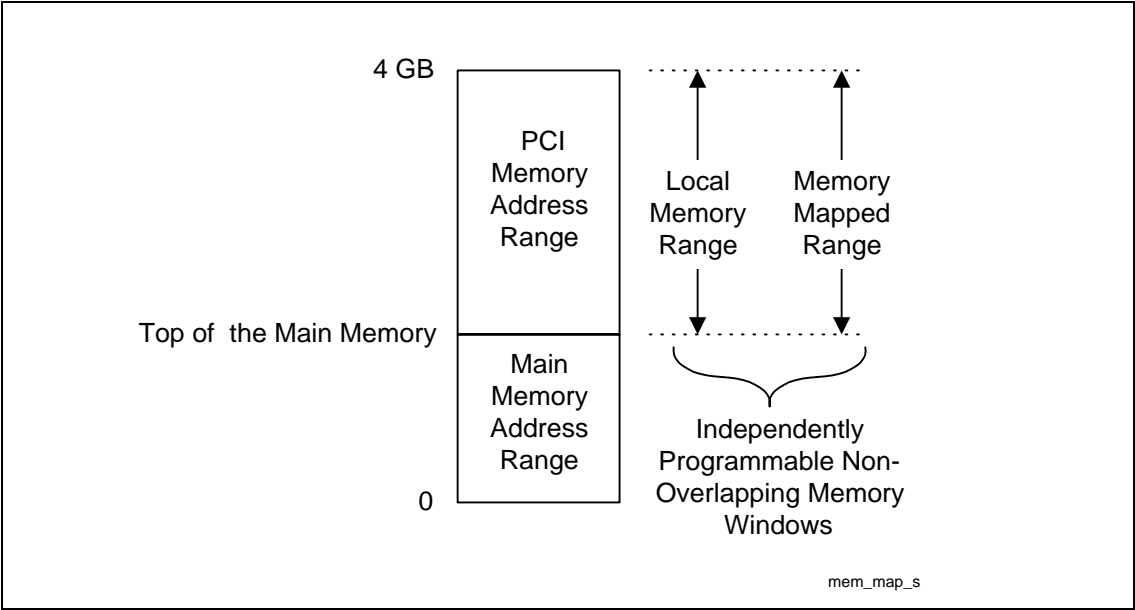 4 GB
PCI
Memory
Address
Range
Local
Memory
Range
Memory
Mapped
Range
Top of the Main Memory
Main
Memory
Address
Range
0
Independently
Programmable Non-
Overlapping Memory
Windows
mem_map_s